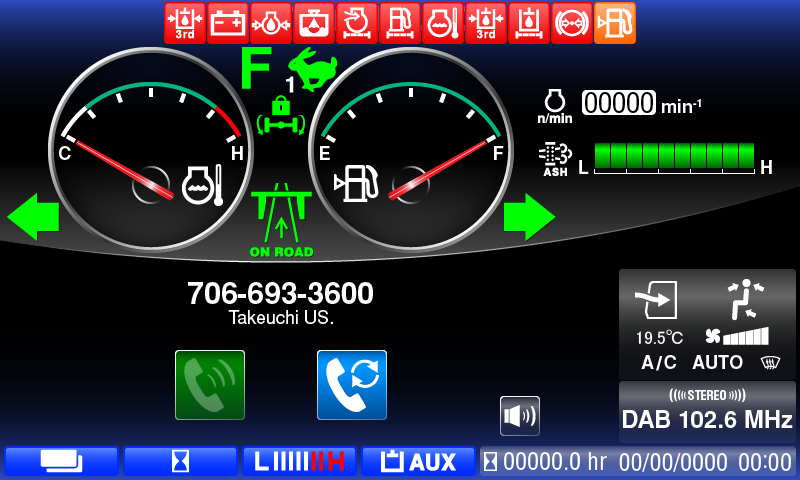 3rd
3rd
F
1
C
H
E
F
n/min
00000 min-1
ASH
L
H
ON ROAD
706-693-3600
Takeuchi US.
19.5°C
A/C AUTO
STEREO
DAB 102.6 MHz
L H
AUX
00000.0 hr 00/00/0000 00:00